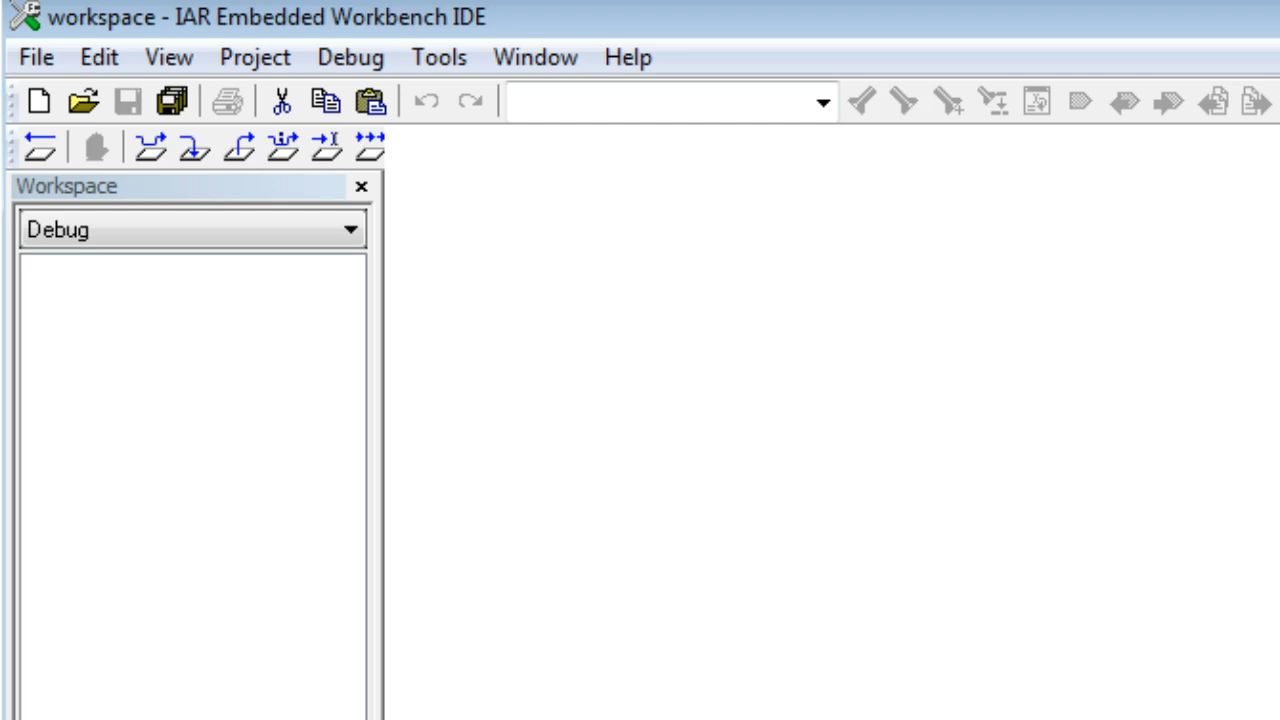 workspace - IAR Embedded Workbench IDE
File Edit View Project Debug Tools Window Help
Workspace
Debug